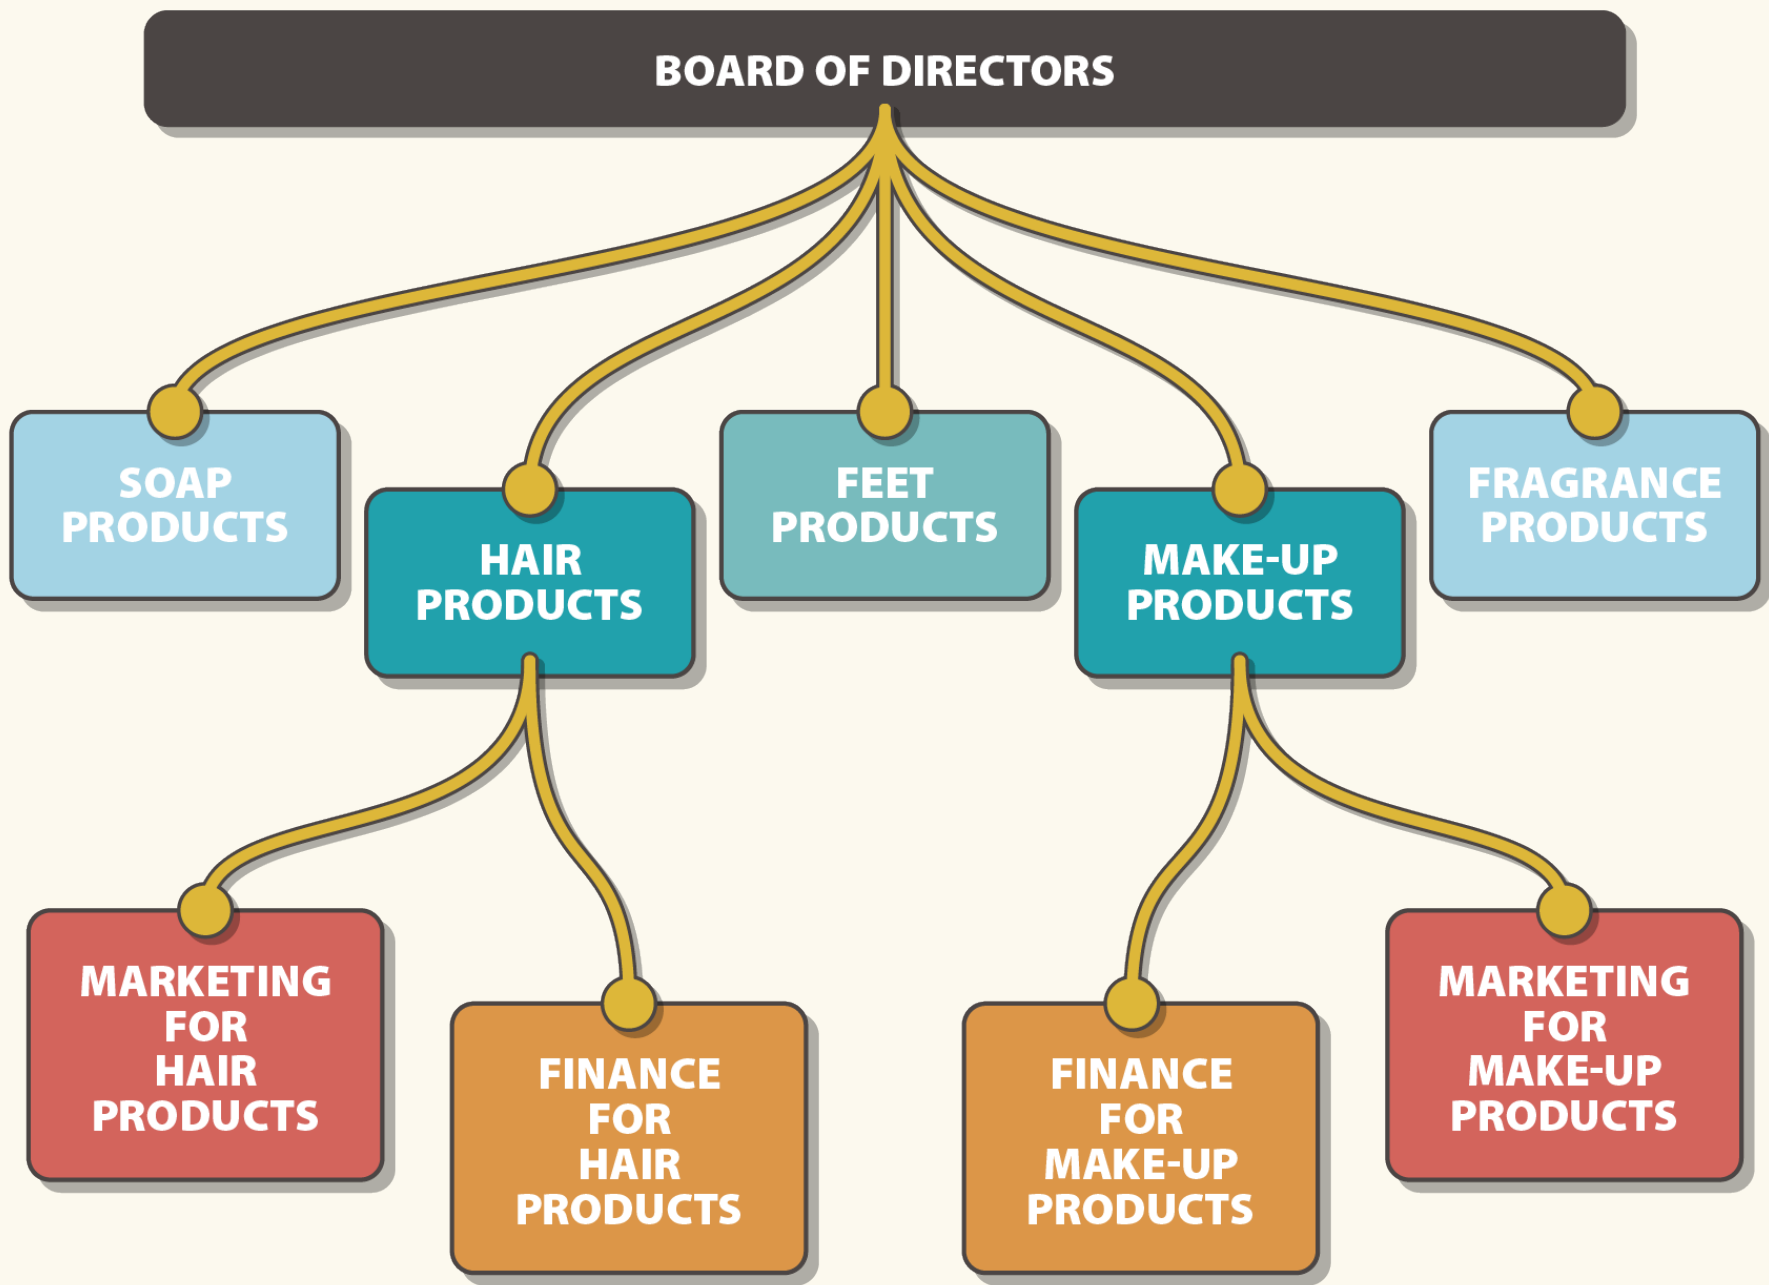 BOARD OF DIRECTORS
SOAP
PRODUCTS
HAIR
PRODUCTS
FEET
PRODUCTS
MAKE-UP
PRODUCTS
FRAGRANCE
PRODUCTS
MARKETING
FOR
HAIR
PRODUCTS
FINANCE
FOR
HAIR
PRODUCTS
FINANCE
FOR
MAKE-UP
PRODUCTS
MARKETING
FOR
MAKE-UP
PRODUCTS